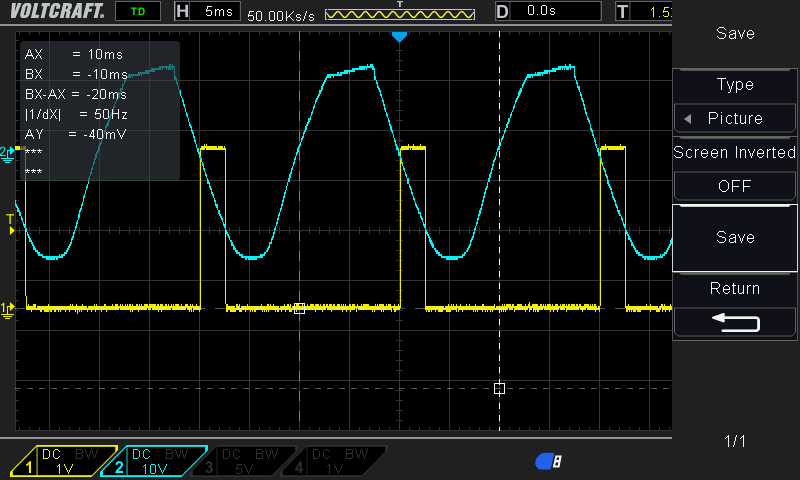 VOLTCRAFT. TD H 5ms 50.00Ks/s T D 0.0s T 1.5
Save
AX = 10ms
BX = -10ms
BX-AX = -20ms
|1/dX| = 50Hz
AY = -40mV
***
***
Type
Picture
Screen Inverted
OFF
Save
Return
2
T
1
1/1
1 DC BW 1V
2 DC BW 10V
3 DC BW 5V
4 DC BW 1V